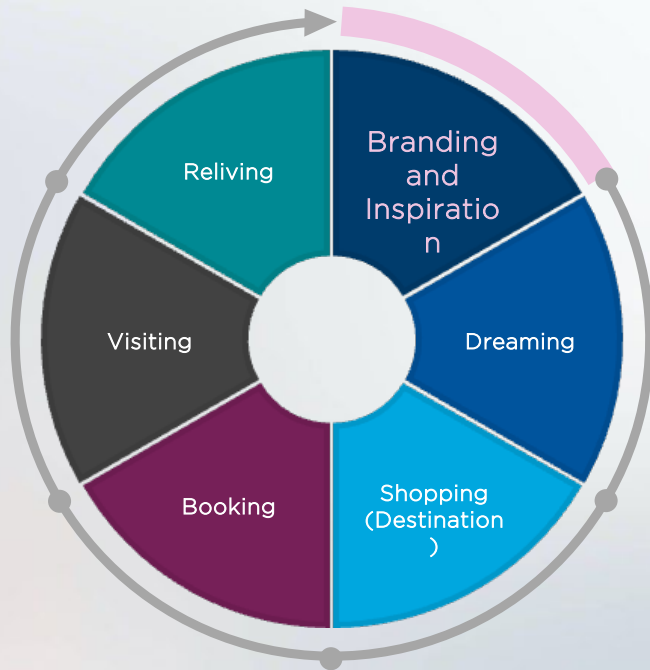 Branding
and
Inspiratio
n
Reliving
Dreaming
Visiting
Shopping
(Destination
)
Booking